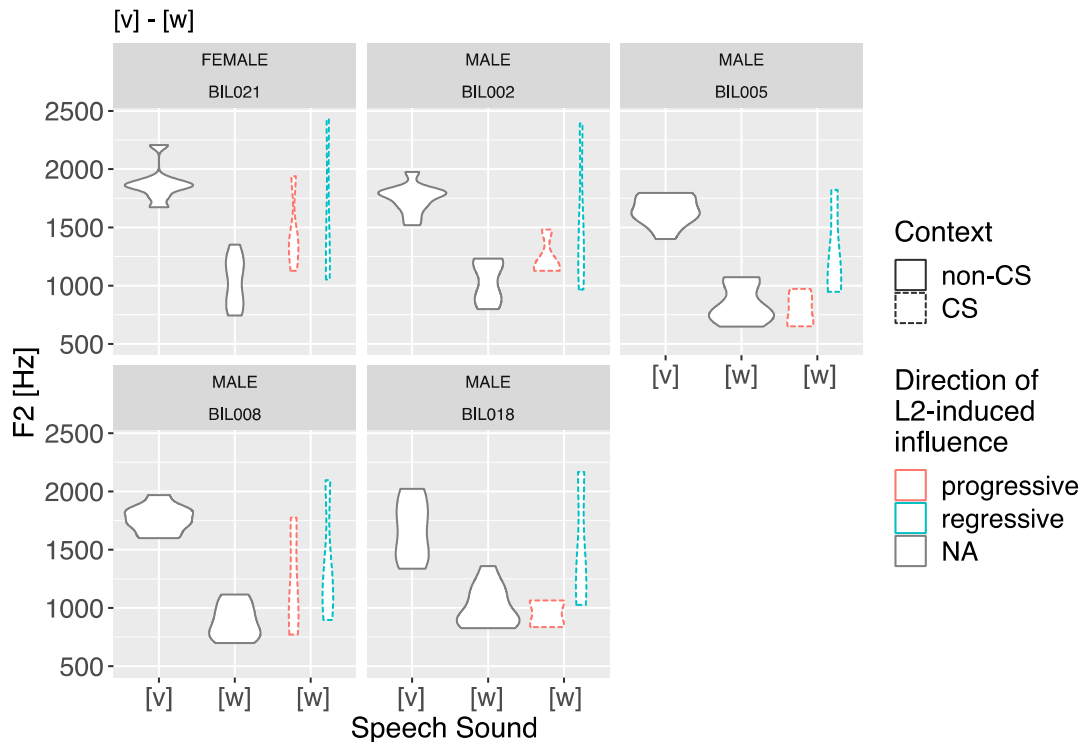 [v] - [w]
FEMALE
BIL021
MALE
BIL002
MALE
BIL005
2500
2000
1500
1000
500
[v] [w] [w]
MALE
BIL008
MALE
BIL018
2500
2000
1500
1000
500
[v] [w] [w]
[v] [w] [w]
F2 [Hz]
Speech Sound
Context
non-CS
CS
Direction of
L2-induced
influence
progressive
regressive
NA